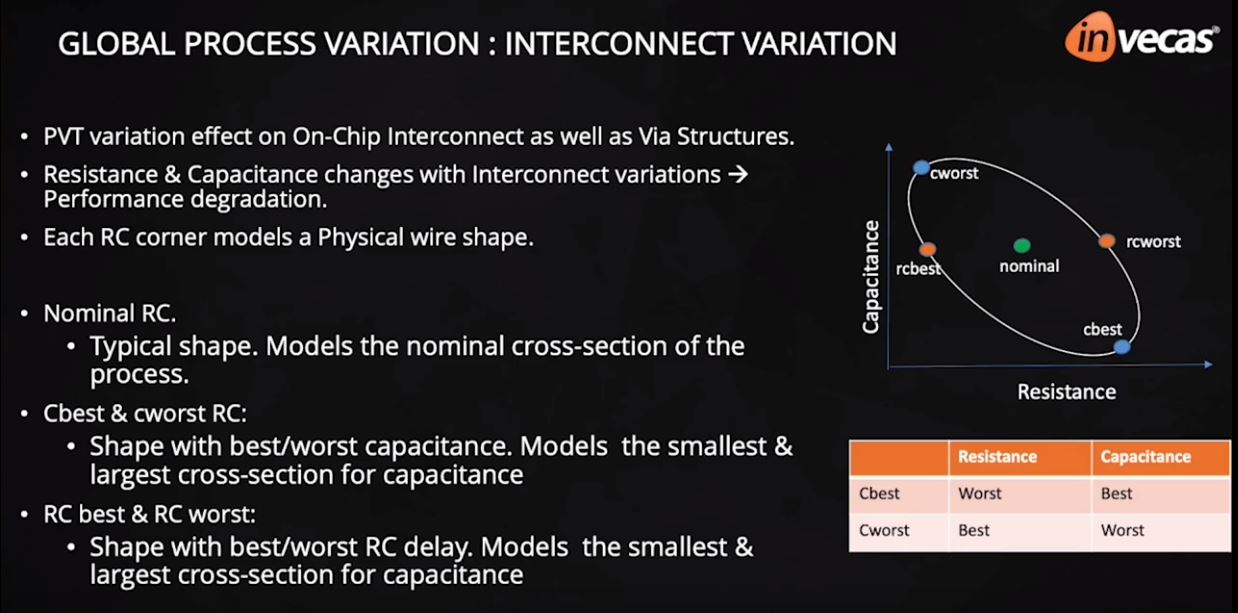 GLOBAL PROCESS VARIATION : INTERCONNECT VARIATION
invecas®
• PVT variation effect on On-Chip Interconnect as well as Via Structures.
• Resistance & Capacitance changes with Interconnect variations →
Performance degradation.
• Each RC corner models a Physical wire shape.
• Nominal RC.
• Typical shape. Models the nominal cross-section of the
process.
• Cbest & cworst RC:
• Shape with best/worst capacitance. Models the smallest &
largest cross-section for capacitance
• RC best & RC worst:
• Shape with best/worst RC delay. Models the smallest &
largest cross-section for capacitance
Capacitance
cworst
rcbest
nominal
rcworst
cbest
Resistance
Resistance Capacitance
Cbest Worst Best
Cworst Best Worst